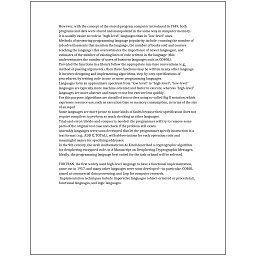 However, with the concept of the stored-program computer introduced in 1949, both
programs and data were stored and manipulated in the same way in computer memory.
It is usually easier to code in "high-level" languages than in "low-level" ones.
Methods of measuring programming language popularity include: counting the number of
job advertisements that mention the language, the number of books sold and courses
teaching the language (this overestimates the importance of newer languages), and
estimates of the number of existing lines of code written in the language (this
underestimates the number of users of business languages such as COBOL).
Provided the functions in a library follow the appropriate run-time conventions (e.g.,
method of passing arguments), then these functions may be written in any other language.
It involves designing and implementing algorithms, step-by-step specifications of
procedures, by writing code in one or more programming languages.
Languages form an approximate spectrum from "low-level" to "high-level"; "low-level"
languages are typically more machine-oriented and faster to execute, whereas "high-level"
languages are more abstract and easier to use but execute less quickly.
For this purpose, algorithms are classified into orders using so-called Big O notation, which
expresses resource use, such as execution time or memory consumption, in terms of the size
of an input.
Some languages are more prone to some kinds of faults because their specification does not
require compilers to perform as much checking as other languages.
Trial-and-error/divide-and-conquer is needed: the programmer will try to remove some
parts of the original test case and check if the problem still exists.
Assembly languages were soon developed that let the programmer specify instruction in a
text format (e.g., ADD X, TOTAL), with abbreviations for each operation code and
meaningful names for specifying addresses.
In the 9th century, the Arab mathematician Al-Kindi described a cryptographic algorithm
for deciphering encrypted code, in A Manuscript on Deciphering Cryptographic Messages.
Ideally, the programming language best suited for the task at hand will be selected.
FORTRAN, the first widely used high-level language to have a functional implementation,
came out in 1957, and many other languages were soon developed—in particular, COBOL
aimed at commercial data processing, and Lisp for computer research.
Implementation techniques include imperative languages (object-oriented or procedural),
functional languages, and logic languages.